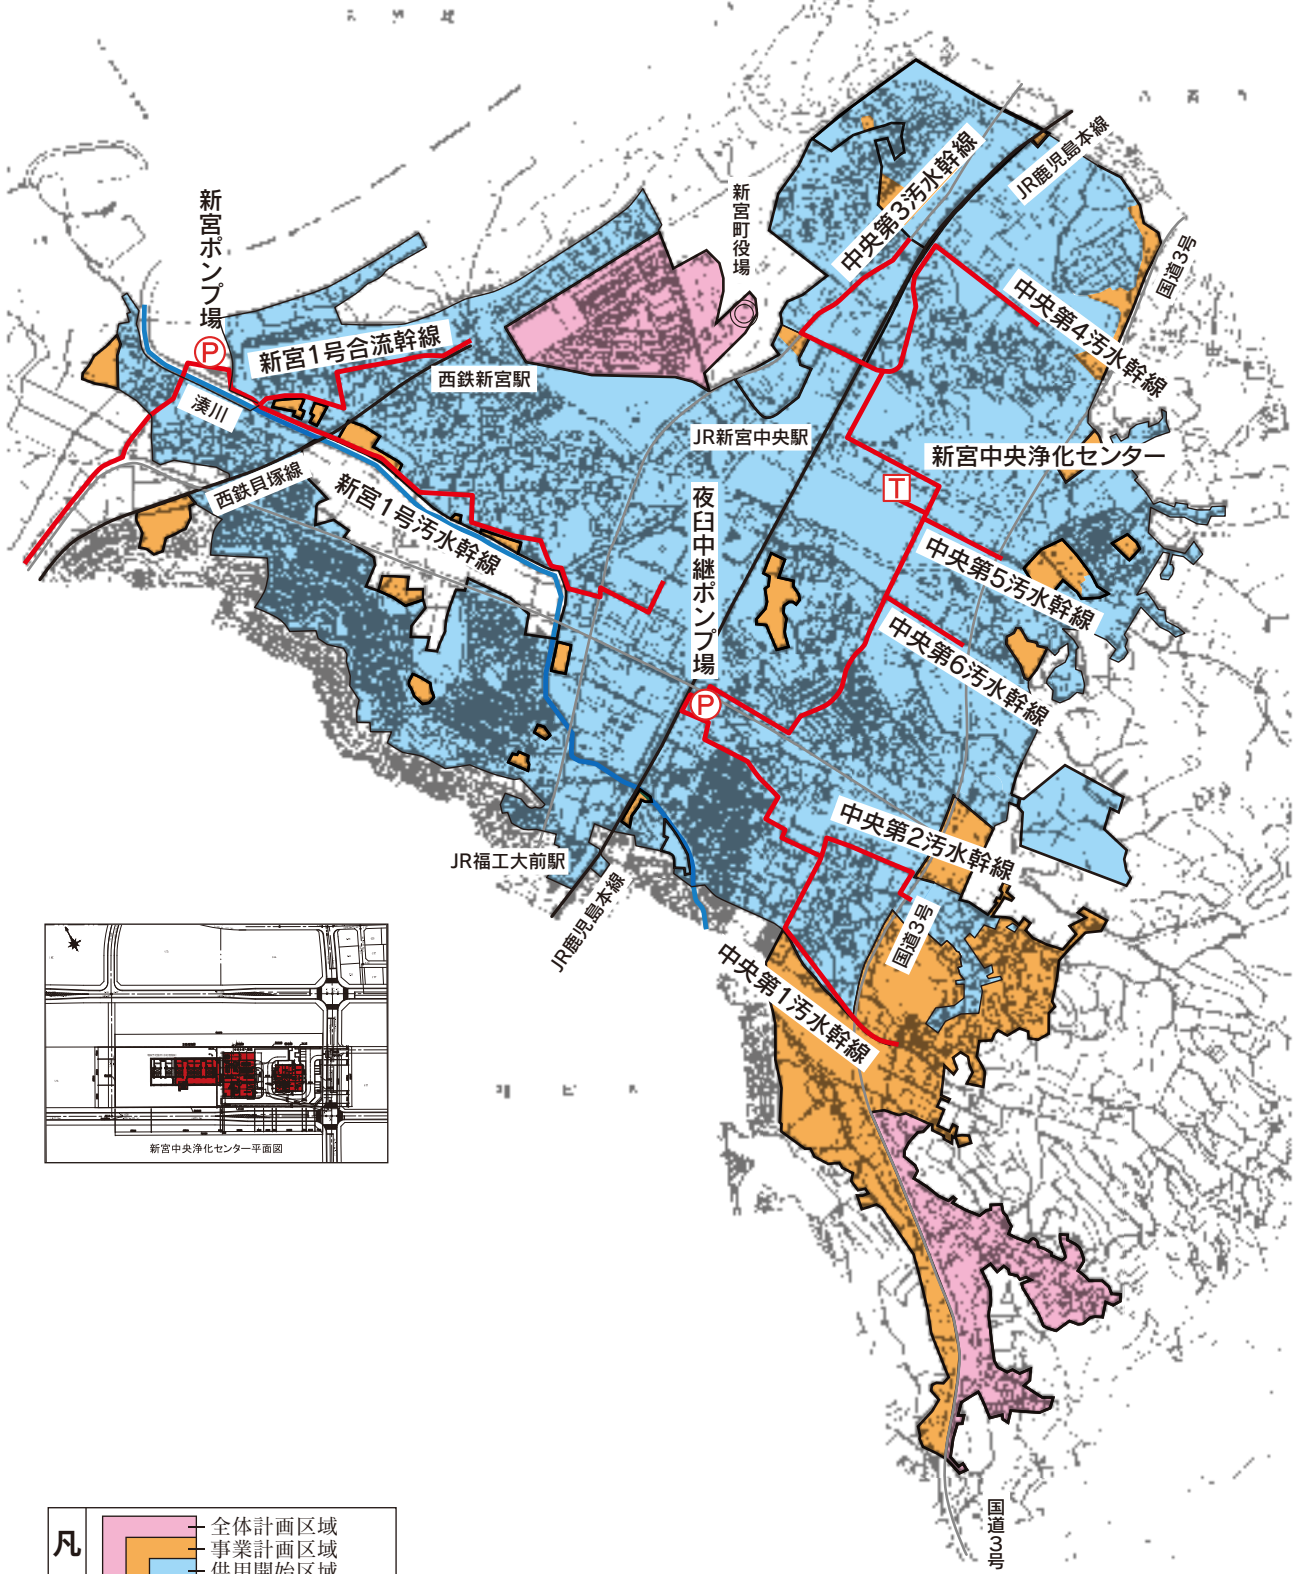 新宮ポンプ場
P
新宮1号合流幹線
西鉄新宮駅
湊川
西鉄貝塚線
新宮1号汚水幹線
新宮町役場
中央第3汚水幹線
JR鹿児島本線
国道3号
中央第4汚水幹線
JR新宮中央駅
新宮中央浄化センター
T
夜臼中継ポンプ場
P
中央第5汚水幹線
中央第6汚水幹線
中央第2汚水幹線
JR福工大前駅
JR鹿児島本線
国道3号
中央第1汚水幹線
新宮中央浄化センター平面図
国道3号
凡
全体計画区域
事業計画区域
供用開始区域